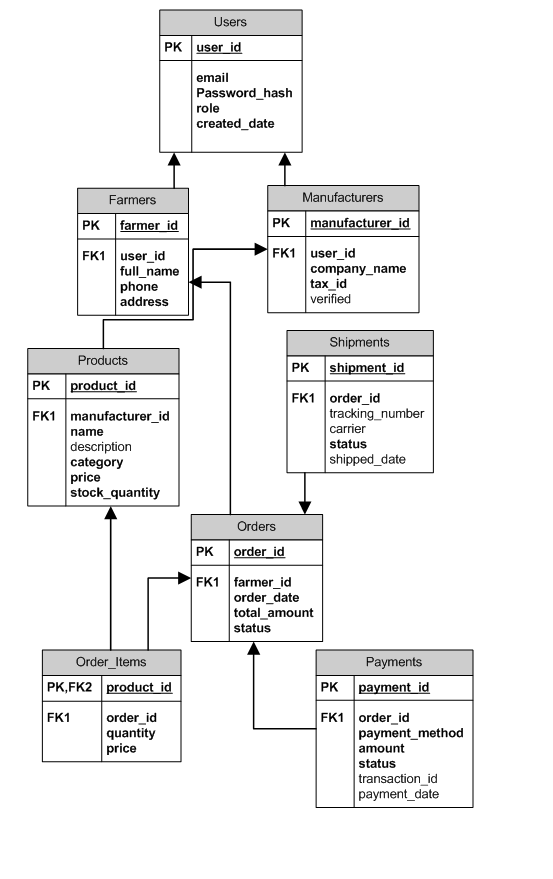 Users
PK user_id
email
Password_hash
role
created_date
Farmers
PK farmer_id
FK1 user_id
full_name
phone
address
Manufacturers
PK manufacturer_id
FK1 user_id
company_name
tax_id
verified
Products
PK product_id
FK1 manufacturer_id
name
description
category
price
stock_quantity
Shipments
PK shipment_id
FK1 order_id
tracking_number
carrier
status
shipped_date
Orders
PK order_id
FK1 farmer_id
order_date
total_amount
status
Order_Items
PK,FK2 product_id
FK1 order_id
quantity
price
Payments
PK payment_id
FK1 order_id
payment_method
amount
status
transaction_id
payment_date